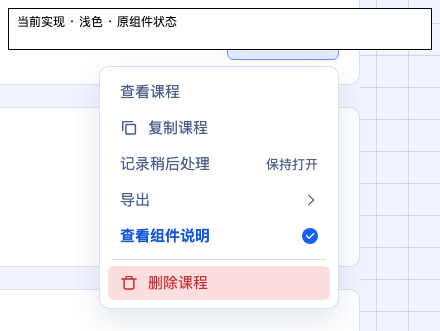 当前实现 · 浅色 · 原组件状态
查看课程
复制课程
记录稍后处理 保持打开
导出
查看组件说明
删除课程